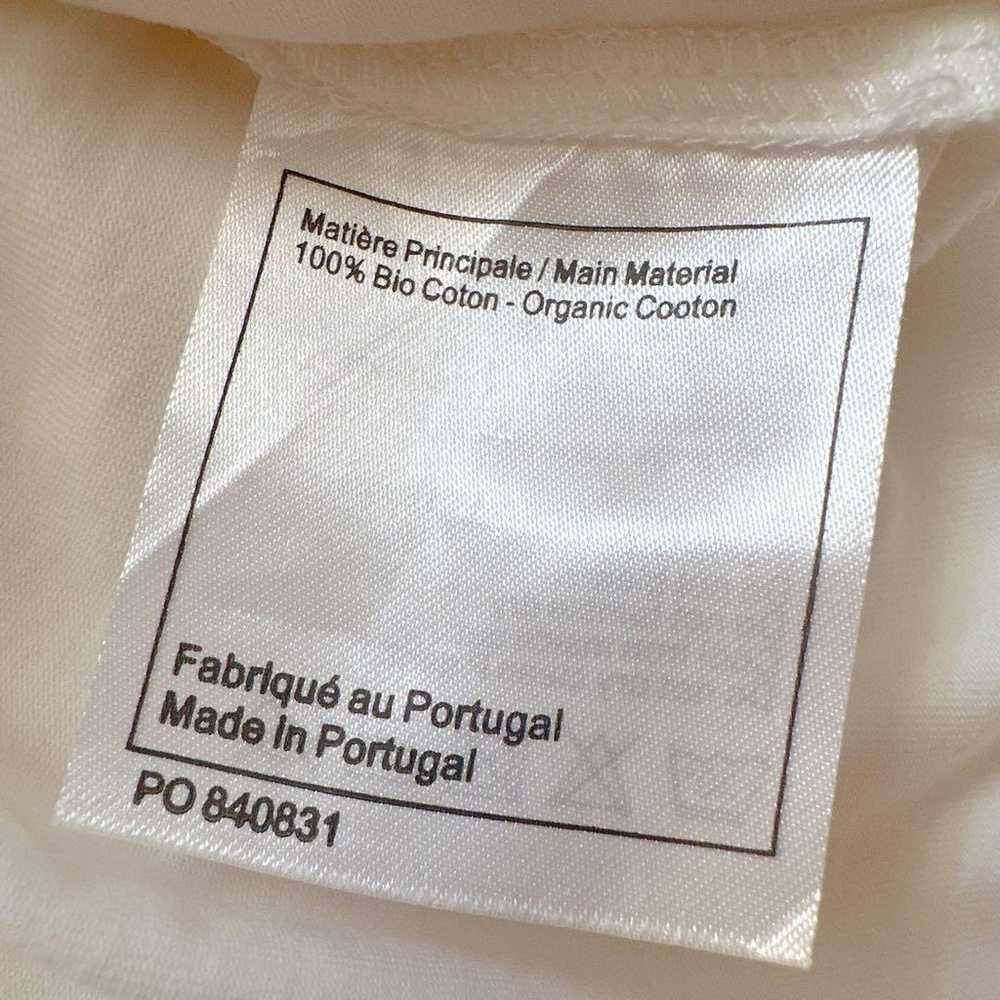 Matière Principale / Main Material
100% Bio Coton - Organic Cooton
Fabriqué au Portugal
Made in Portugal
PO 840831